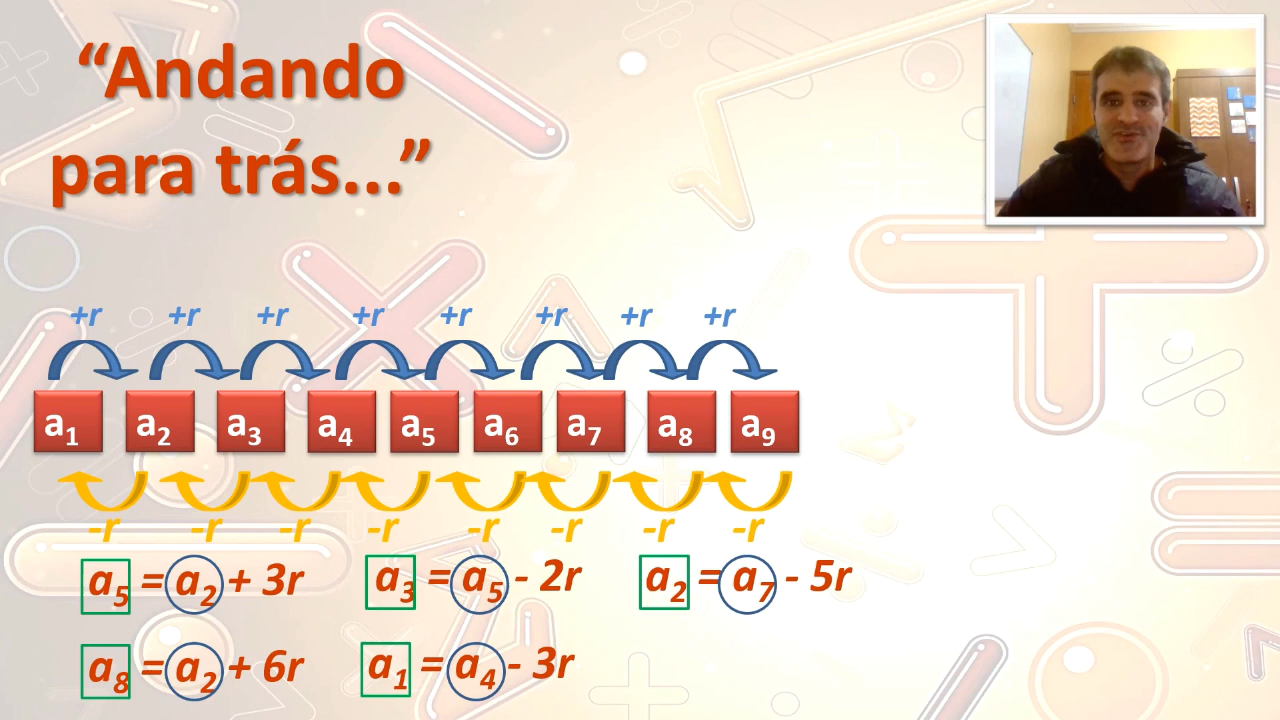 “Andando
para trás...”
+r +r +r +r +r +r +r +r
a1 a2 a3 a4 a5 a6 a7 a8 a9
-r -r -r -r -r -r -r -r
a5 = a2 + 3r a3 = a5 - 2r a2 = a7 - 5r
a8 = a2 + 6r a1 = a4 - 3r